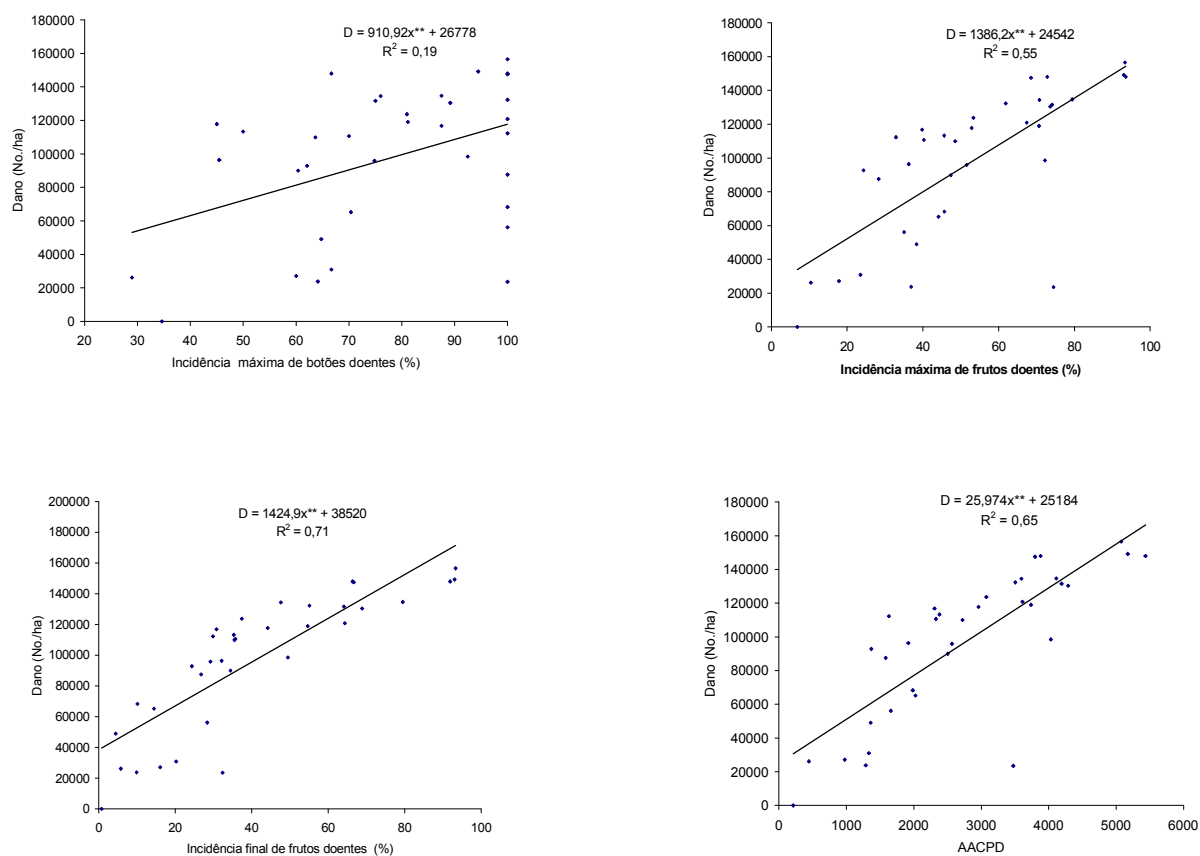 D = 910,92x** + 26778
R² = 0,19
180000
160000
140000
120000
100000
80000
60000
40000
20000
0
Dano (No./ha)
20 30 40 50 60 70 80 90 100
Incidência máxima de botões doentes (%)
D = 1386,2x** + 24542
R² = 0,55
180000
160000
140000
120000
100000
80000
60000
40000
20000
0
Dano (No./ha)
0 20 40 60 80 100
Incidência máxima de frutos doentes (%)
D = 1424,9x** + 38520
R² = 0,71
200000
180000
160000
140000
120000
100000
80000
60000
40000
20000
0
Dano (No./ha)
0 20 40 60 80 100
Incidência final de frutos doentes (%)
D = 25,974x** + 25184
R² = 0,65
180000
160000
140000
120000
100000
80000
60000
40000
20000
0
Dano (No./ha)
0 1000 2000 3000 4000 5000 6000
AACPD